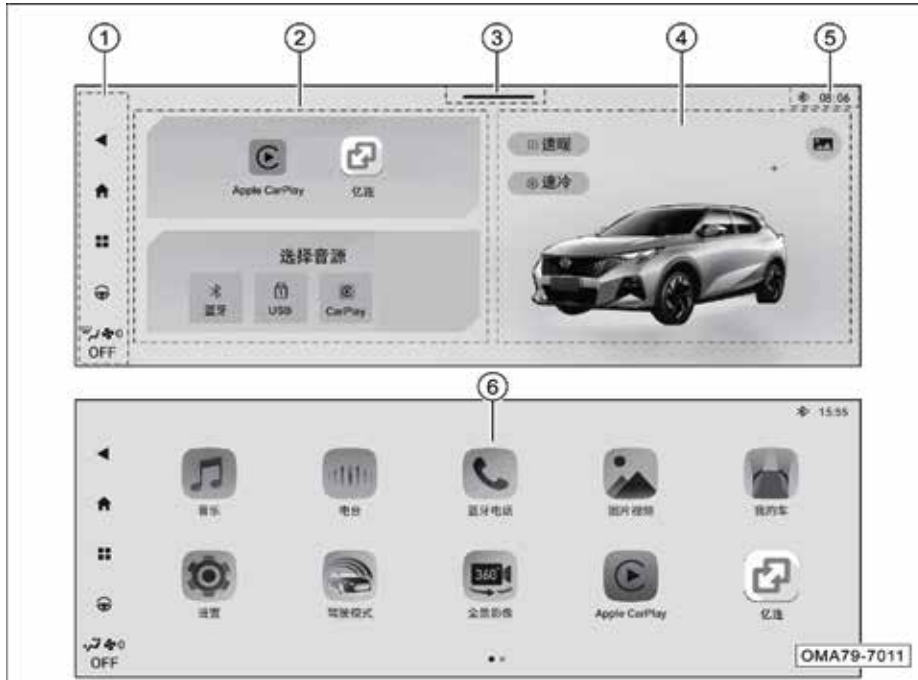 1 2 3 4 5
08:06
速暖
速冷
Apple CarPlay 亿连
选择音源
蓝牙 USB CarPlay
OFF
6
15:55
音乐 电台 蓝牙电话 图片视频 我的车
360°
设置 驾驶模式 全景影像 Apple CarPlay 亿连
OFF
OMA79-7011